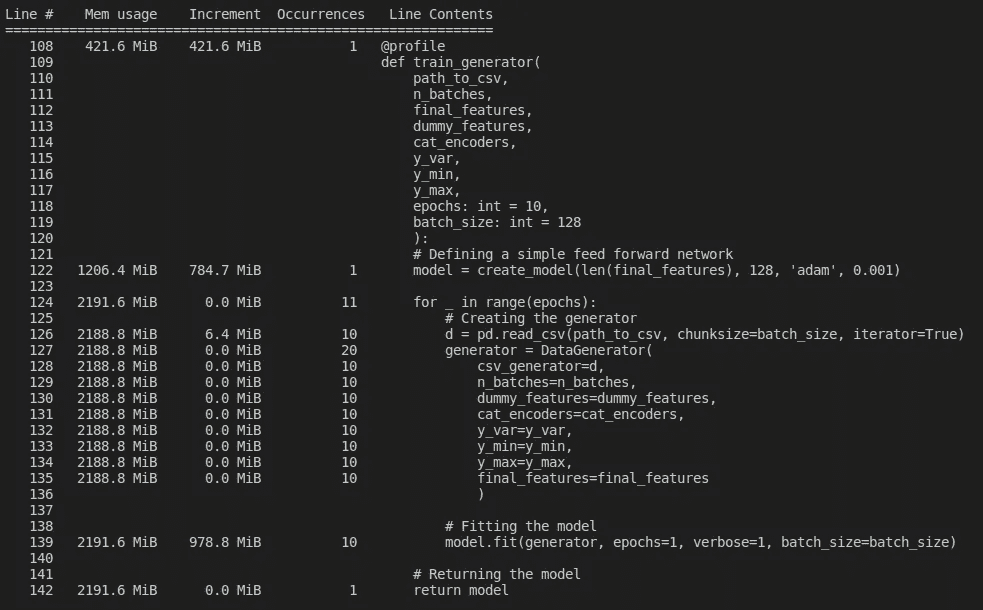 Line #    Mem usage    Increment  Occurrences   Line Contents
=============================================================
   108    421.6 MiB    421.6 MiB           1   @profile
   109                                         def train_generator(
   110                                             path_to_csv,
   111                                             n_batches,
   112                                             final_features,
   113                                             dummy_features,
   114                                             cat_encoders,
   115                                             y_var,
   116                                             y_min,
   117                                             y_max,
   118                                             epochs: int = 10,
   119                                             batch_size: int = 128
   120                                             ):
   121                                             # Defining a simple feed forward network
   122   1206.4 MiB    784.7 MiB           1       model = create_model(len(final_features), 128, 'adam', 0.001)
   123
   124   2191.6 MiB      0.0 MiB          11       for _ in range(epochs):
   125                                                 # Creating the generator
   126   2188.8 MiB      6.4 MiB          10           d = pd.read_csv(path_to_csv, chunksize=batch_size, iterator=True)
   127   2188.8 MiB      0.0 MiB          20           generator = DataGenerator(
   128   2188.8 MiB      0.0 MiB          10               csv_generator=d,
   129   2188.8 MiB      0.0 MiB          10               n_batches=n_batches,
   130   2188.8 MiB      0.0 MiB          10               dummy_features=dummy_features,
   131   2188.8 MiB      0.0 MiB          10               cat_encoders=cat_encoders,
   132   2188.8 MiB      0.0 MiB          10               y_var=y_var,
   133   2188.8 MiB      0.0 MiB          10               y_min=y_min,
   134   2188.8 MiB      0.0 MiB          10               y_max=y_max,
   135   2188.8 MiB      0.0 MiB          10               final_features=final_features
   136                                                     )
   137
   138                                                 # Fitting the model
   139   2191.6 MiB    978.8 MiB          10           model.fit(generator, epochs=1, verbose=1, batch_size=batch_size)
   140
   141                                             # Returning the model
   142   2191.6 MiB      0.0 MiB           1       return model